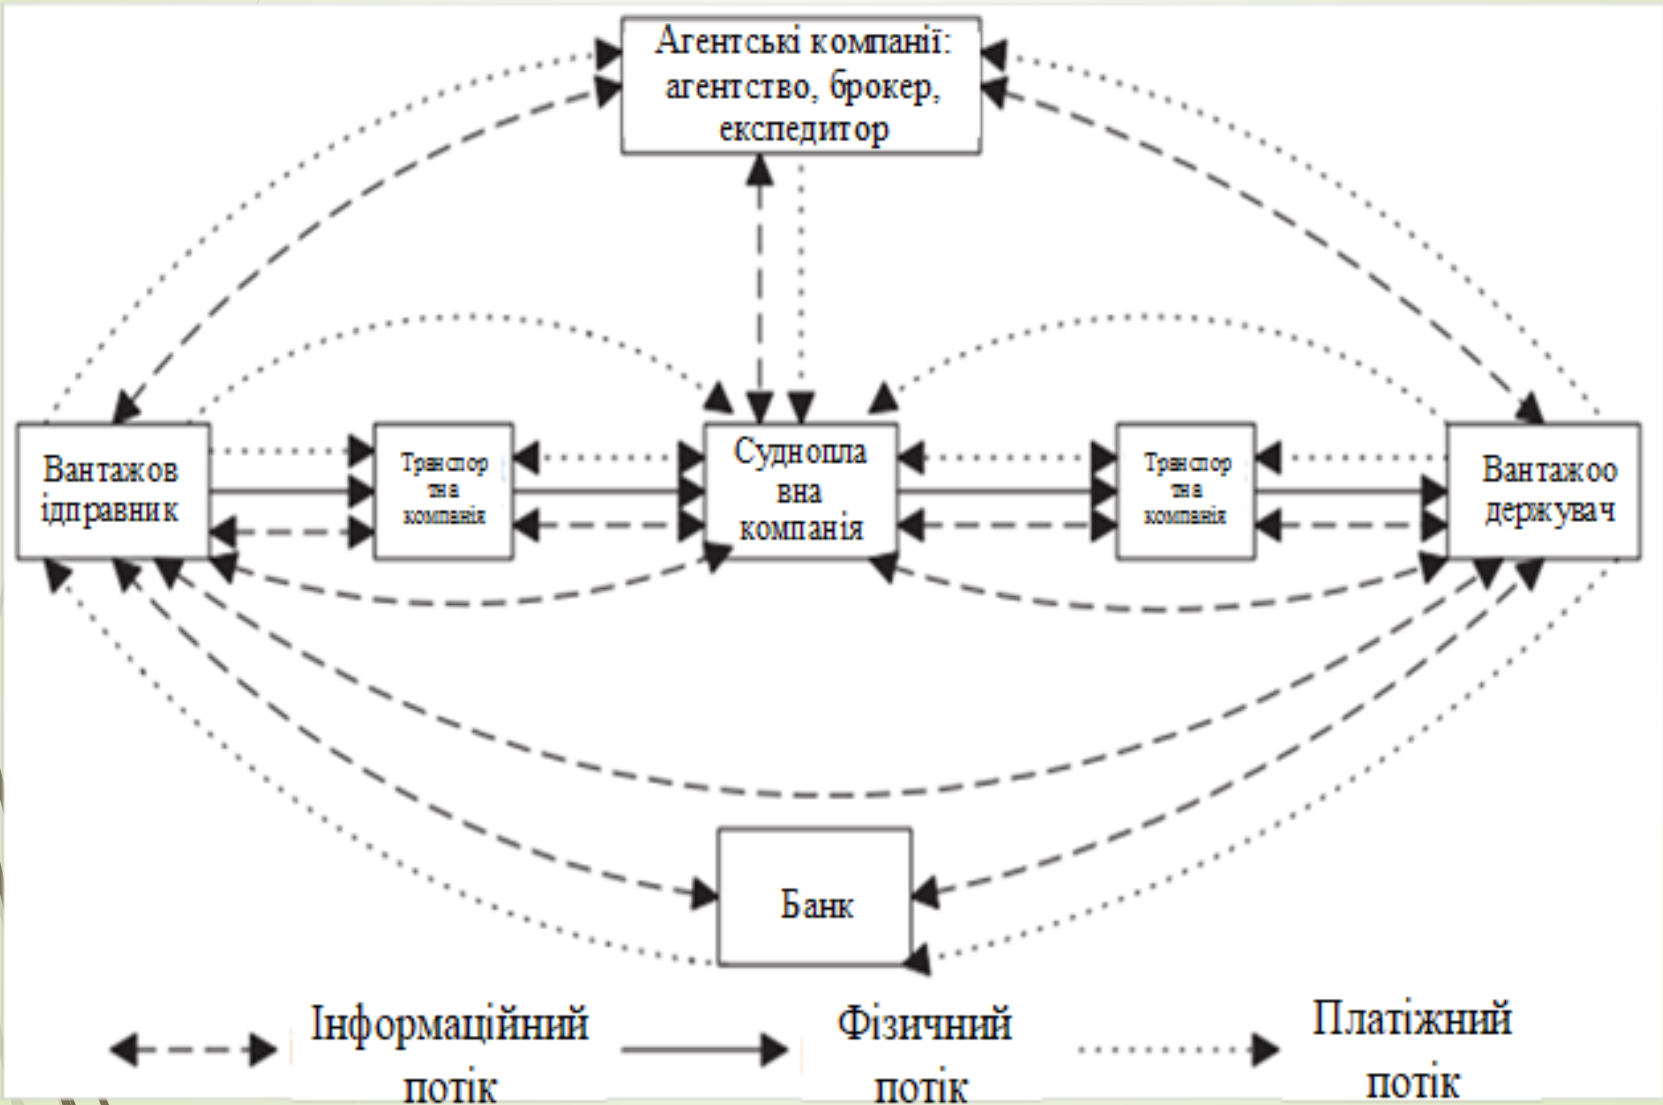 Агентські компанії:
агентство, брокер,
експедитор
Вантажов
ідправник
Транспор
тна
компанія
Суднопла
вна
компанія
Транспор
тна
компанія
Вантажоо
держувач
Банк
Інформаційний
потік
Фізичний
потік
Платіжний
потік